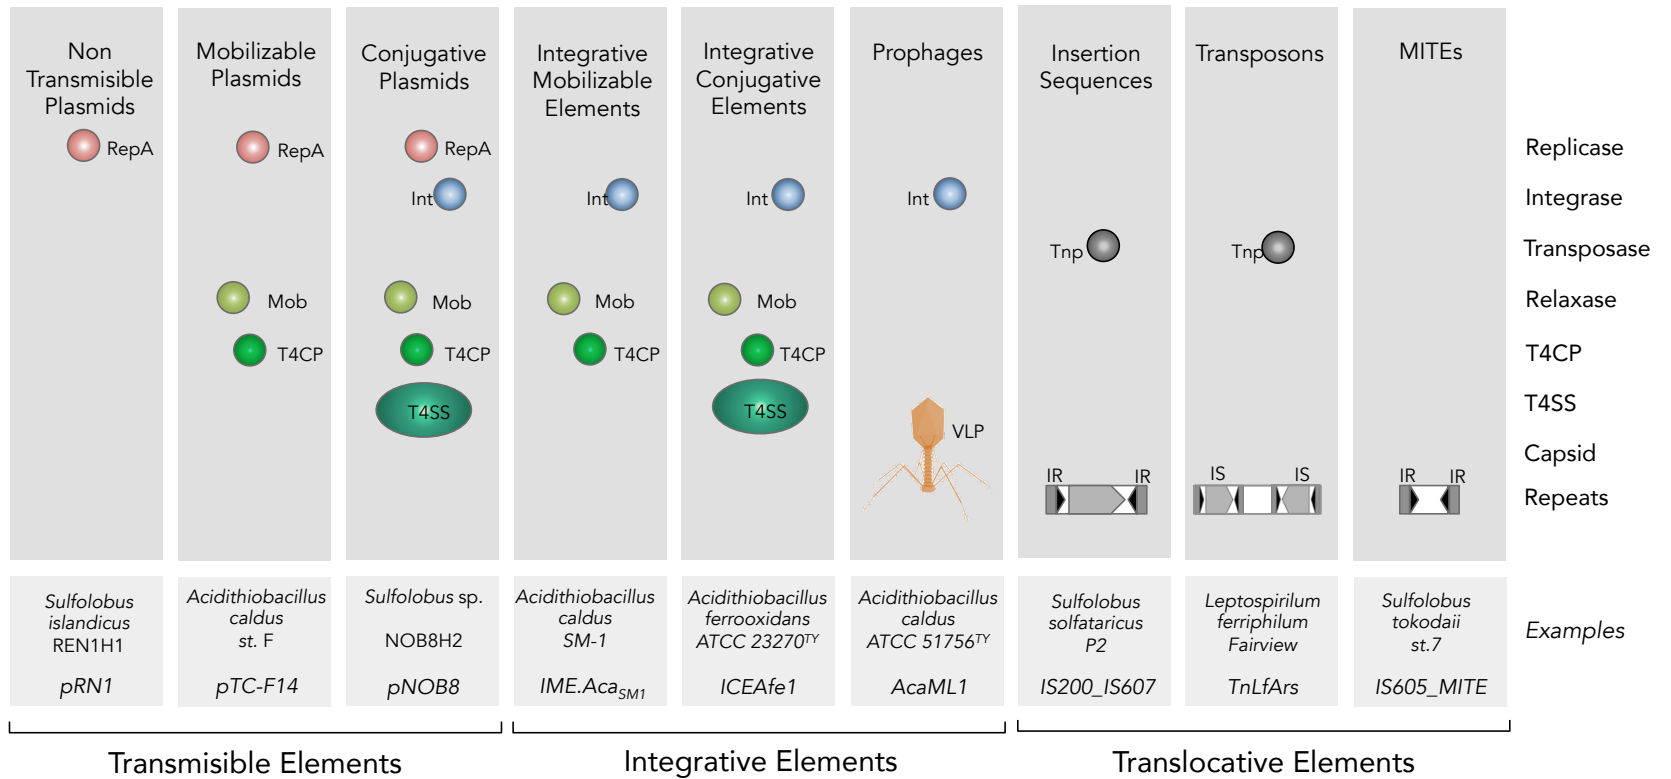 Non
Transmisible
Plasmids
Mobilizable
Plasmids
Conjugative
Plasmids
Integrative
Mobilizable
Elements
Integrative
Conjugative
Elements
Prophages
Insertion
Sequences
Transposons
MITEs
RepA
RepA
RepA
Replicase
Int
Int
Int
Int
Integrase
Tnp
Tnp
Transposase
Mob
Mob
Mob
Mob
Relaxase
T4CP
T4CP
T4CP
T4CP
T4CP
T4SS
T4SS
T4SS
VLP
Capsid
IR
IR
IS
IS
IR
IR
Repeats
Sulfolobus
islandicus
REN1H1
pRN1
Acidithiobacillus
caldus
st. F
pTC-F14
Sulfolobus sp.
NOB8H2
pNOB8
Acidithiobacillus
caldus
SM-1
IME.AcaSM1
Acidithiobacillus
ferrooxidans
ATCC 23270TY
ICEAfe1
Acidithiobacillus
caldus
ATCC 51756TY
AcaML1
Sulfolobus
solfataricus
P2
IS200_IS607
Leptospirilum
ferriphilum
Fairview
TnLfArs
Sulfolobus
tokodaii
st.7
IS605_MITE
Examples
Transmisible Elements
Integrative Elements
Translocative Elements